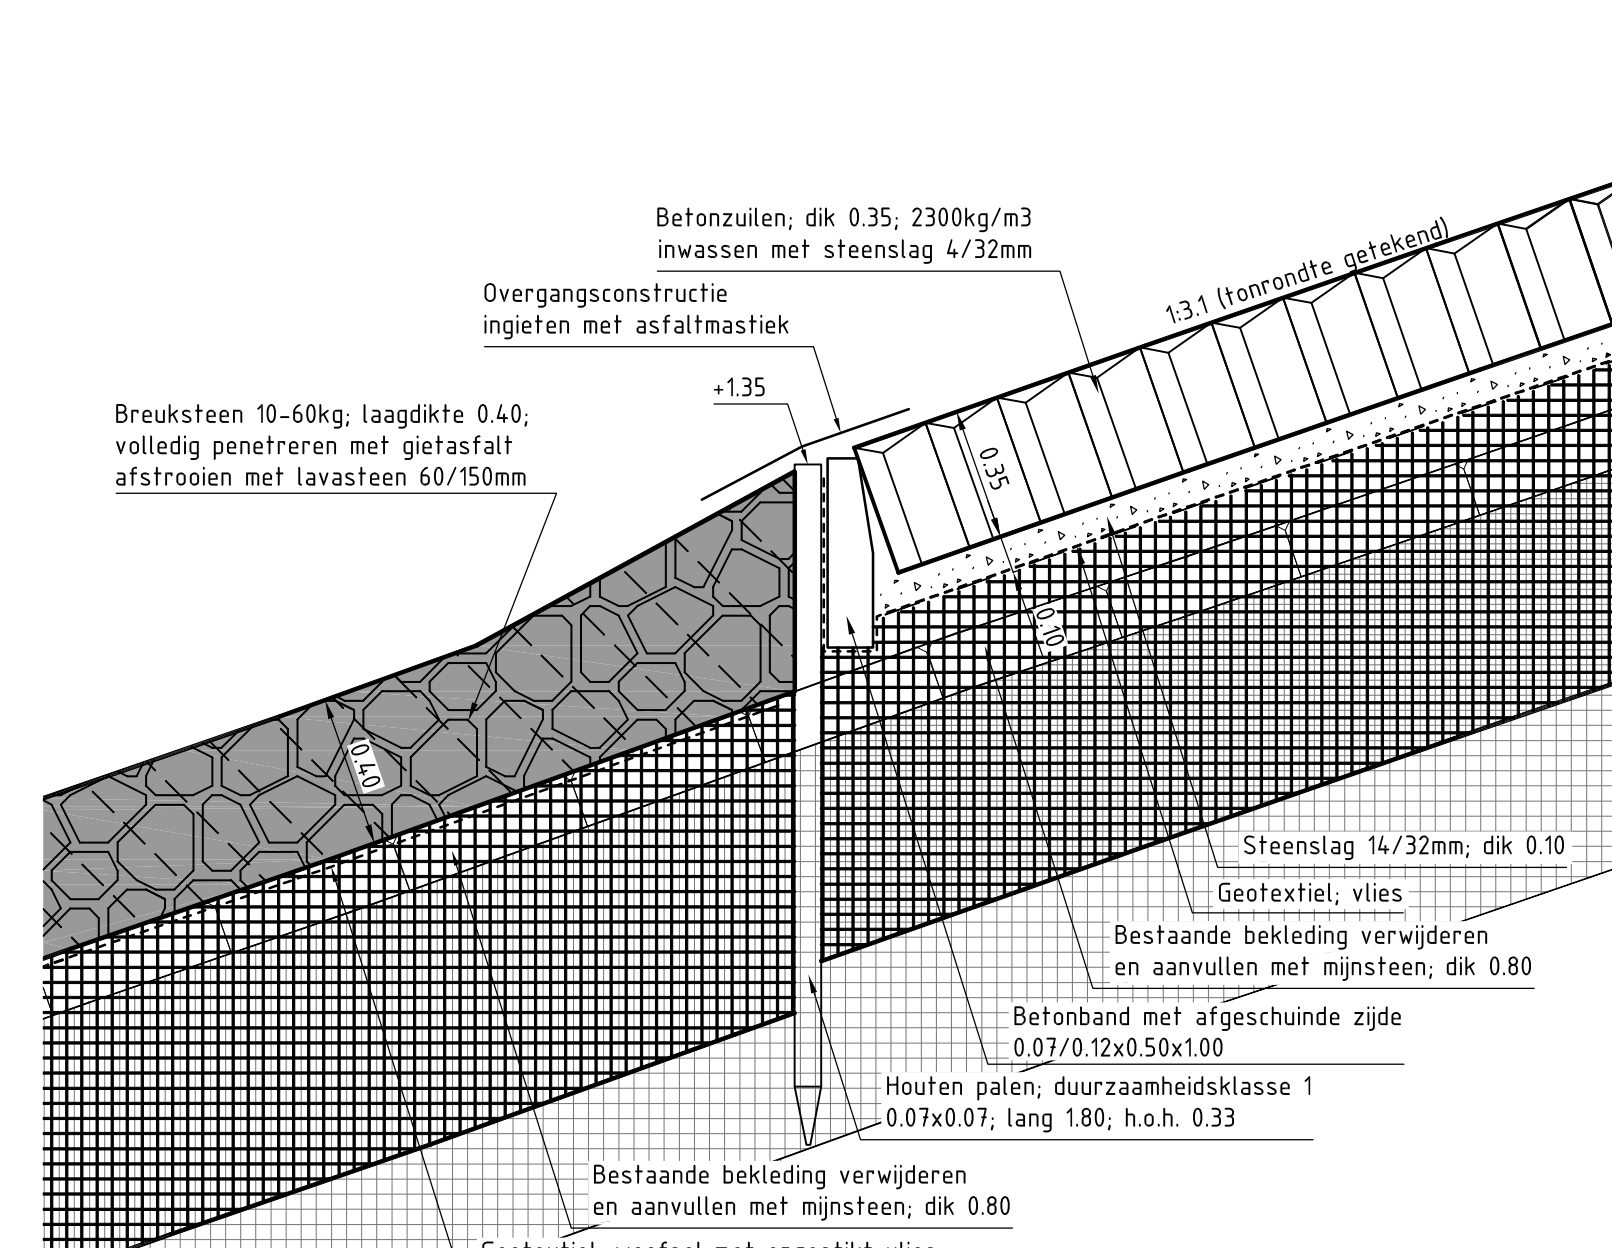 Betonzuilen; dik 0.35; 2300kg/m3
inwassen met steenslag 4/32mm
1:3.1 (tonrondte getekend)
Overgangsconstructie
ingieten met asfaltmastiek
+1.35
Breuksteen 10-60kg; laagdikte 0.40;
volledig penetreren met gietasfalt
afstrooien met lavasteen 60/150mm
0.35
0.10
0.40
Steenslag 14/32mm; dik 0.10
Geotextiel; vlies
Bestaande bekleding verwijderen
en aanvullen met mijnsteen; dik 0.80
Betonband met afgeschuinde zijde
0.07/0.12x0.50x1.00
Houten palen; duurzaamheidsklasse 1
0.07x0.07; lang 1.80; h.o.h. 0.33
Bestaande bekleding verwijderen
en aanvullen met mijnsteen; dik 0.80